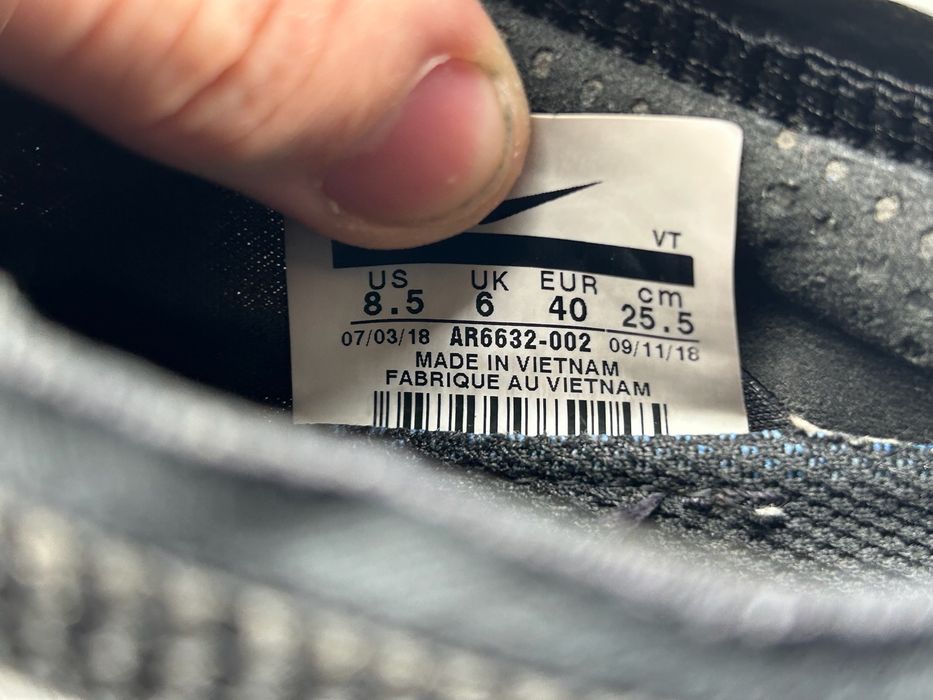 VT
US UK EUR cm
8.5 6 40 25.5
07/03/18 AR6632-002 09/11/18
MADE IN VIETNAM
FABRIQUE AU VIETNAM